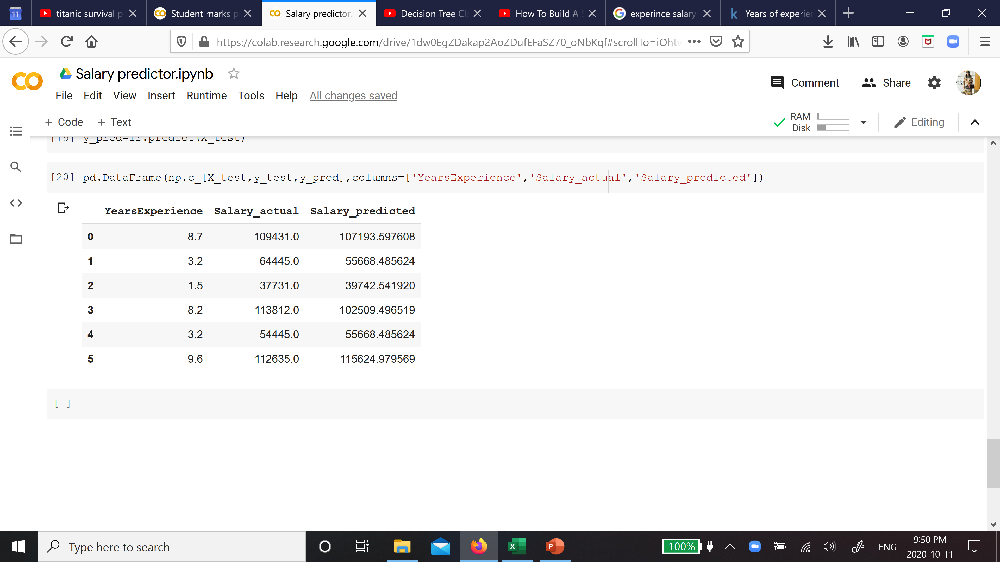 11
titanic survival p
Student marks p
Salary predictor.i
Decision Tree Cla
How To Build A S
experince salary
Years of experien
https://colab.research.google.com/drive/1dw0EgZDakap2AoZDufEFaSZ70_oNbKqf#scrollTo=iOhtv
Salary predictor.ipynb
Comment
Share
File Edit View Insert Runtime Tools Help All changes saved
+ Code + Text
RAM
Disk
Editing
[19] y_pred=lr.predict(X_test)
[20] pd.DataFrame(np.c_[X_test,y_test,y_pred],columns=['YearsExperience','Salary_actual','Salary_predicted'])
YearsExperience Salary_actual Salary_predicted
0 8.7 109431.0 107193.597608
1 3.2 64445.0 55668.485624
2 1.5 37731.0 39742.541920
3 8.2 113812.0 102509.496519
4 3.2 54445.0 55668.485624
5 9.6 112635.0 115624.979569
[ ]
Type here to search
100%
ENG
9:50 PM
2020-10-11